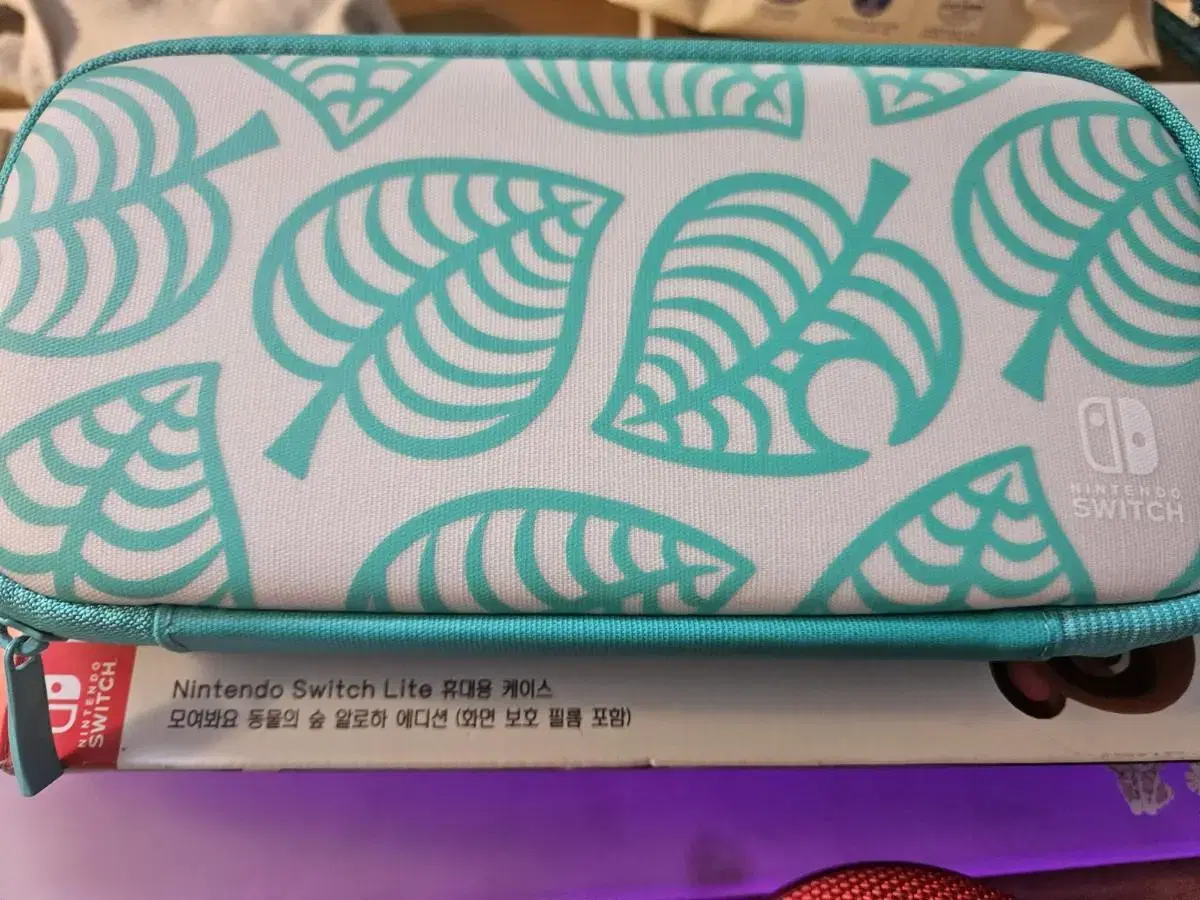 NINTENDO
SWITCH
NINTENDO
SWITCH
Nintendo Switch Lite 휴대용 케이스
모여봐요 동물의 숲 알로하 에디션 (화면 보호 필름 포함)